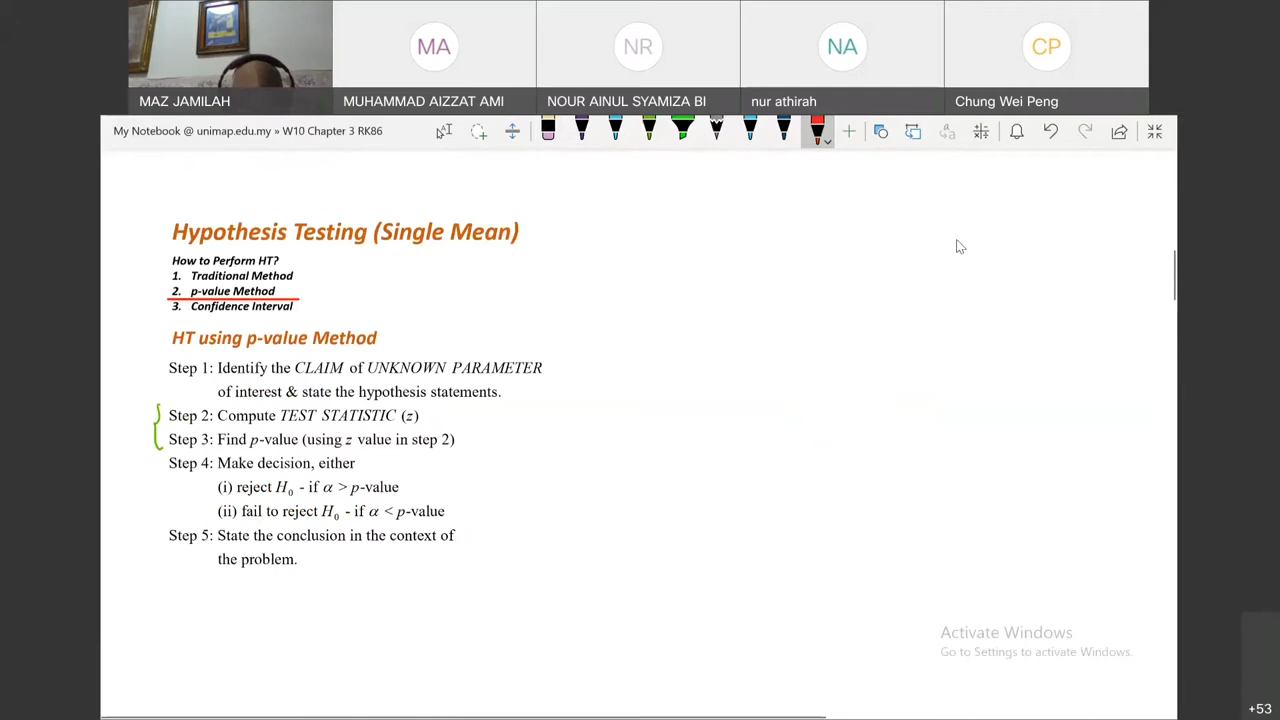 MA
NR
NA
CP
MAZ JAMILAH
MUHAMMAD AIZZAT AMI
NOUR AINUL SYAMIZA BI
nur athirah
Chung Wei Peng
My Notebook @ unimap.edu.my » W10 Chapter 3 RK86
Hypothesis Testing (Single Mean)
How to Perform HT?
1. Traditional Method
2. p-value Method
3. Confidence Interval
HT using p-value Method
Step 1: Identify the CLAIM of UNKNOWN PARAMETER
of interest & state the hypothesis statements.
Step 2: Compute TEST STATISTIC (z)
Step 3: Find p-value (using z value in step 2)
Step 4: Make decision, either
(i) reject H₀ - if α > p-value
(ii) fail to reject H₀ - if α < p-value
Step 5: State the conclusion in the context of
the problem.
Activate Windows
Go to Settings to activate Windows.
+53